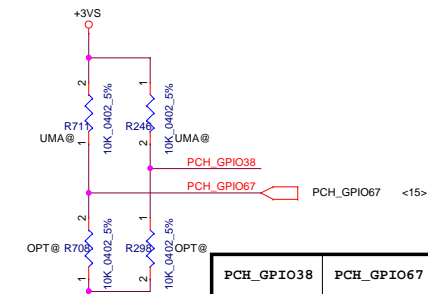 +3VS
2
1
R711
10K_0402_5%
R246
10K_0402_5%
UMA@
UMA@
1
2
PCH_GPIO38
PCH_GPIO67
PCH_GPIO67 <15>
2
1
OPT@ R708
10K_0402_5%
R298 OPT@
10K_0402_5%
1
2
PCH_GPIO38 PCH_GPIO67